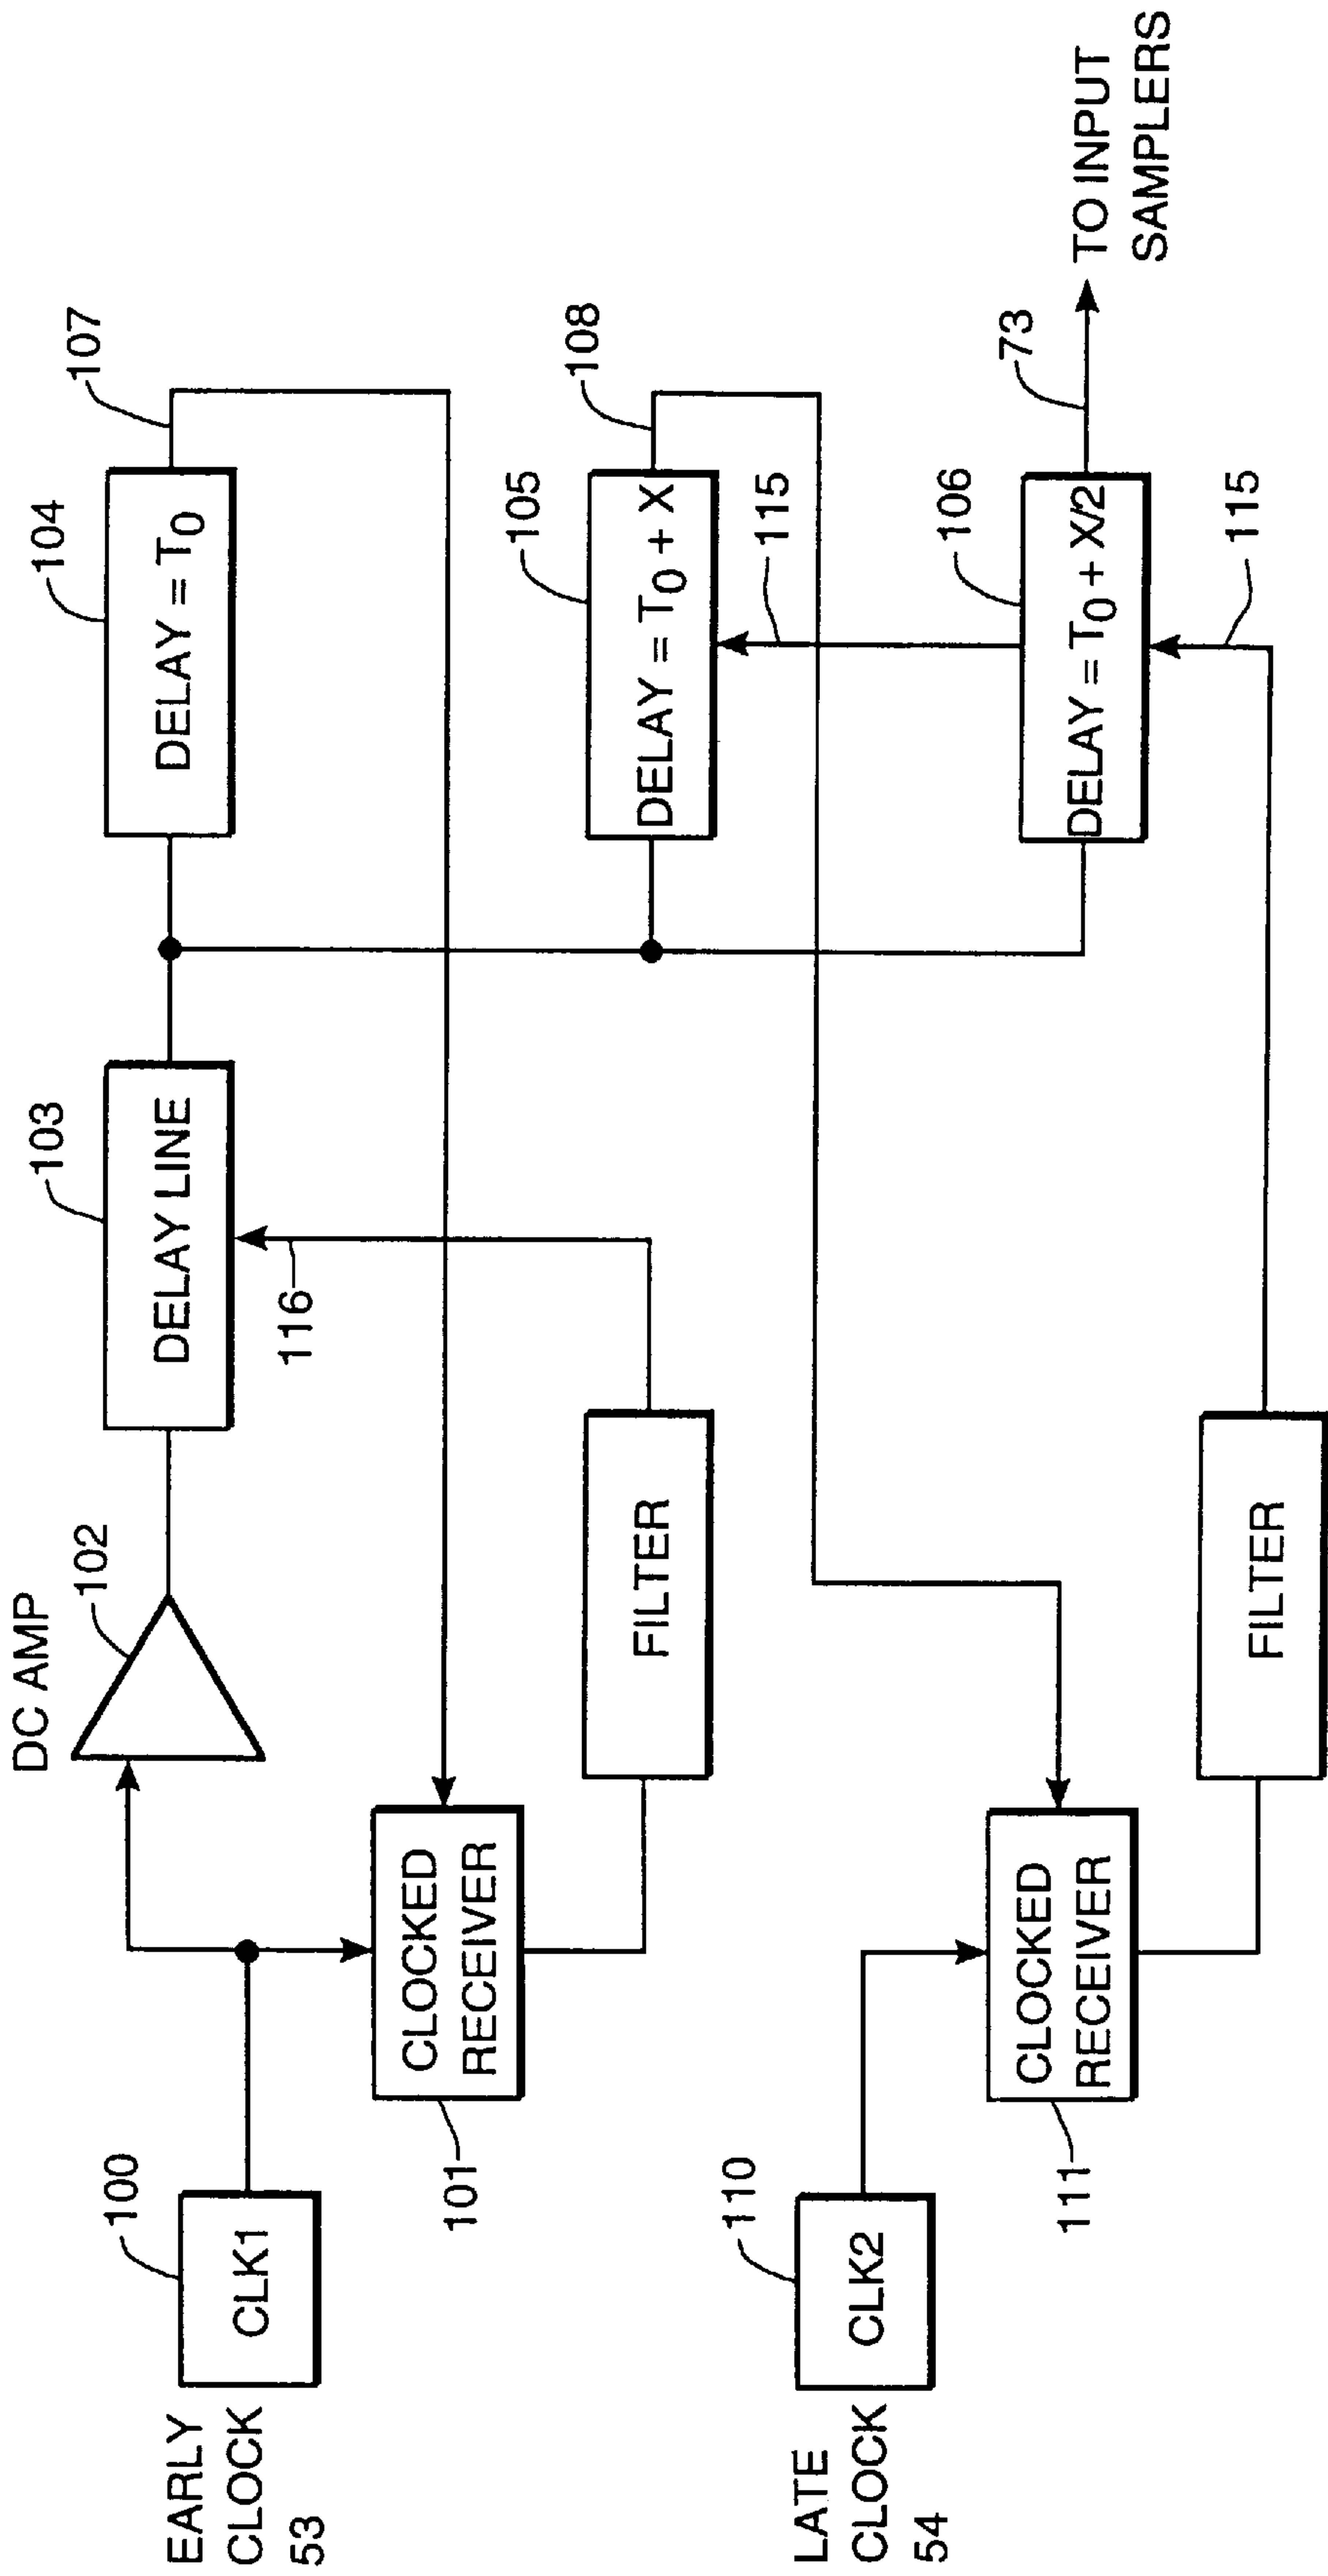 DC AMP
102
103
DELAY LINE
104
DELAY = T0
107
EARLY
CLOCK
53
100
CLK1
101
CLOCKED
RECEIVER
116
FILTER
105
DELAY = T0 + X
108
115
LATE
CLOCK
54
110
CLK2
111
CLOCKED
RECEIVER
FILTER
106
DELAY = T0 + X/2
115
73
TO INPUT
SAMPLERS